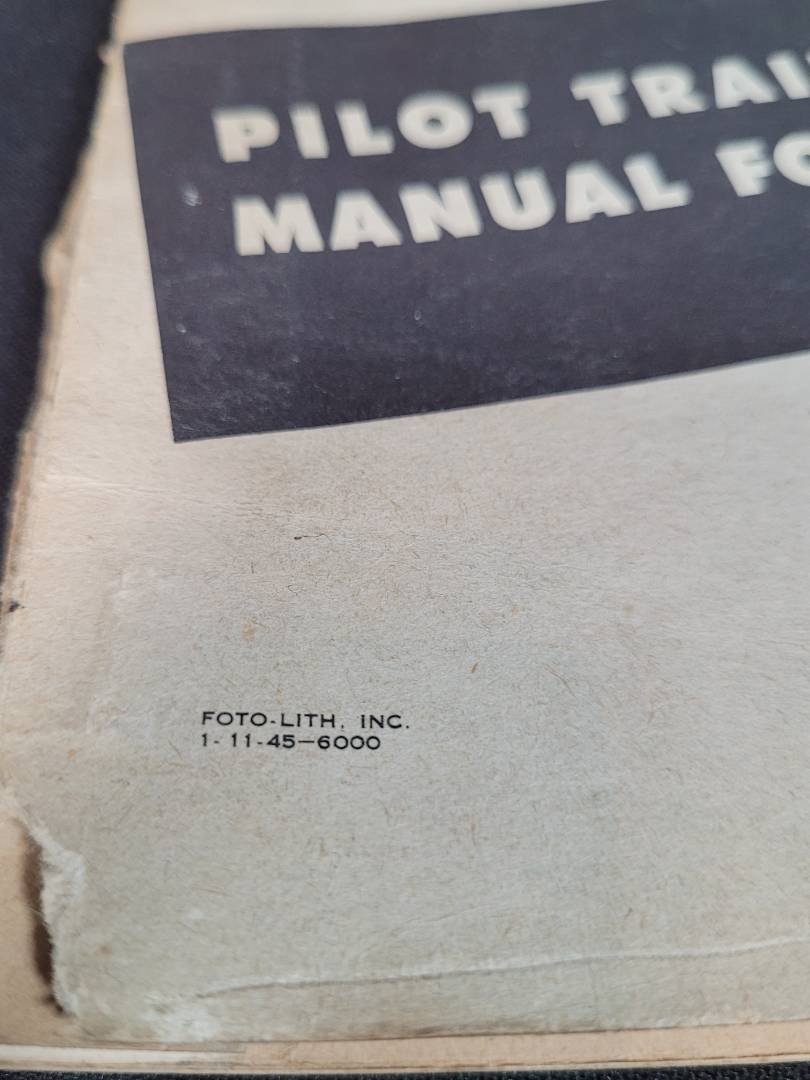 PILOT TRAI
MANUAL FO
FOTO-LITH, INC.
1-11-45—6000